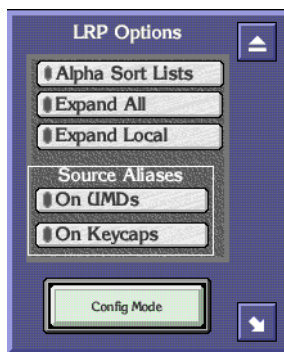 LRP Options
Alpha Sort Lists
Expand All
Expand Local
Source Aliases
On UMDs
On Keycaps
Config Mode